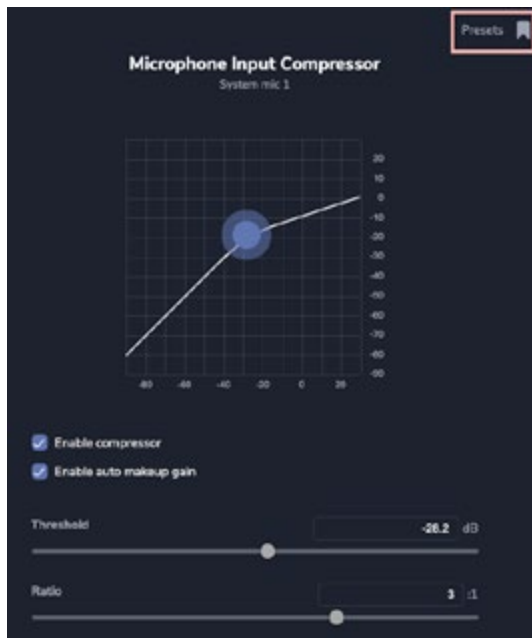 Presets
Microphone Input Compressor
System mic 1
20
10
0
-10
-20
-30
-40
-50
-60
-70
-80
-90
-80 -60 -40 -20 0 20
Enable compressor
Enable auto makeup gain
Threshold -28.2 dB
Ratio 3 :1